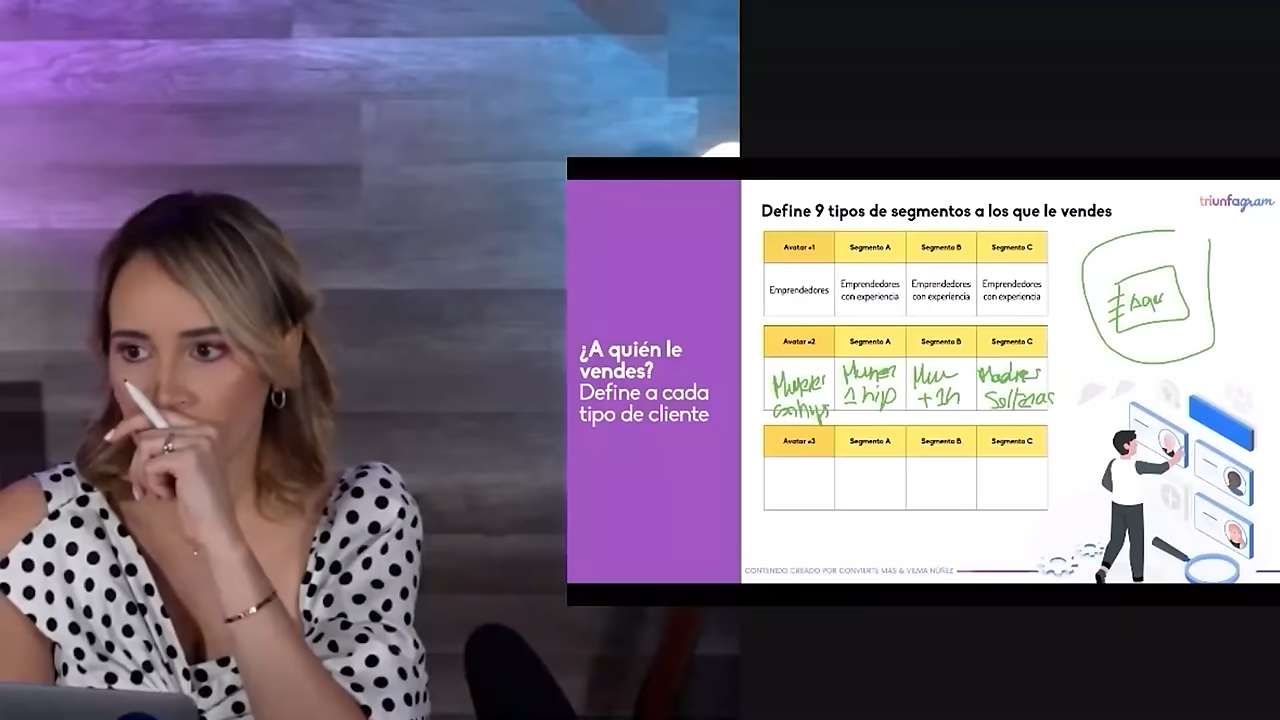 triunfagram
Define 9 tipos de segmentos a los que le vendes
Avatar #1 Segmento A Segmento B Segmento C
Emprendedores Emprendedores con experiencia Emprendedores con experiencia Emprendedores con experiencia
Avatar #2 Segmento A Segmento B Segmento C
Mujeres Mujer Madres
1 hijo + 1h Solteras
Avatar #3 Segmento A Segmento B Segmento C
¿A quién le
vendes?
Define a cada
tipo de cliente
CONTENIDO CREADO POR CONVIERTE MÁS & VILMA NÚÑEZ